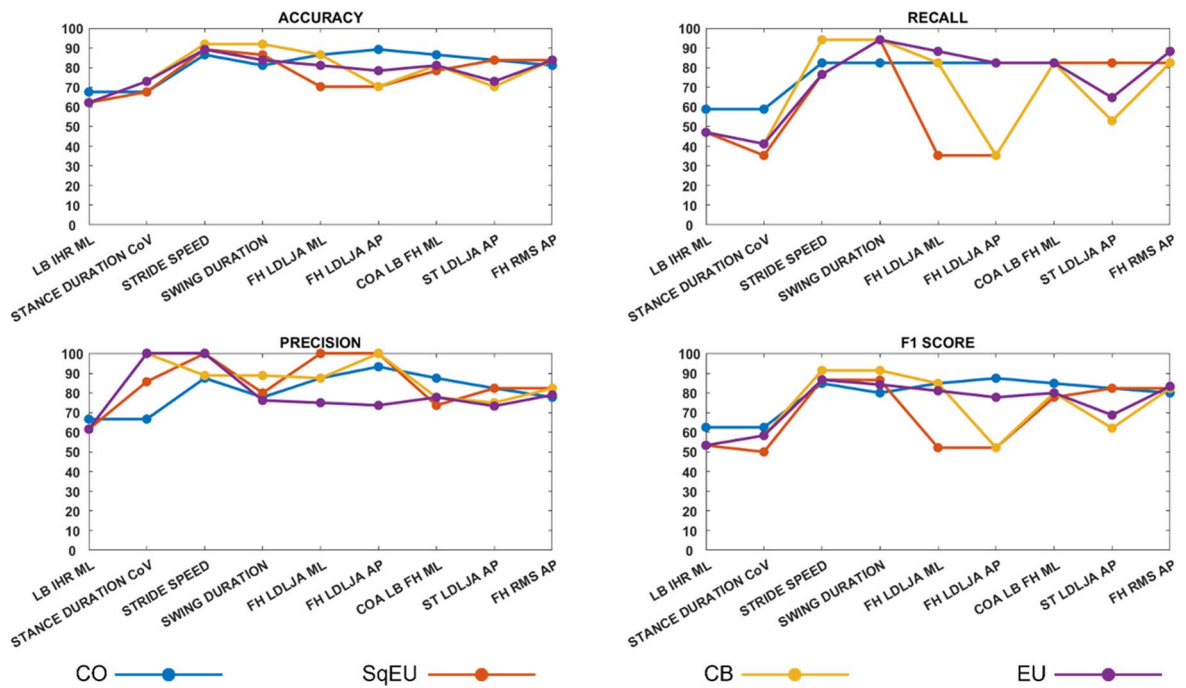 ACCURACY
100
90
80
70
60
50
40
30
20
10
0
LB IHR ML
STANCE DURATION CoV
STRIDE SPEED
SWING DURATION
FH LDLJA ML
FH LDLJA AP
COA LB FH ML
ST LDLJA AP
FH RMS AP
RECALL
100
90
80
70
60
50
40
30
20
10
0
LB IHR ML
STANCE DURATION CoV
STRIDE SPEED
SWING DURATION
FH LDLJA ML
FH LDLJA AP
COA LB FH ML
ST LDLJA AP
FH RMS AP
PRECISION
100
90
80
70
60
50
40
30
20
10
0
LB IHR ML
STANCE DURATION CoV
STRIDE SPEED
SWING DURATION
FH LDLJA ML
FH LDLJA AP
COA LB FH ML
ST LDLJA AP
FH RMS AP
F1 SCORE
100
90
80
70
60
50
40
30
20
10
0
LB IHR ML
STANCE DURATION CoV
STRIDE SPEED
SWING DURATION
FH LDLJA ML
FH LDLJA AP
COA LB FH ML
ST LDLJA AP
FH RMS AP
CO SqEU CB EU